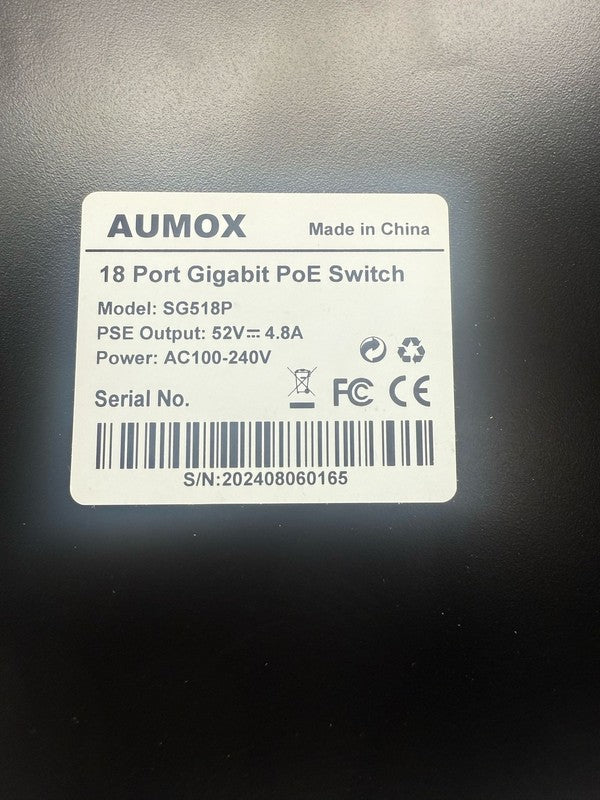 AUMOX
Made in China
18 Port Gigabit PoE Switch
Model: SG518P
PSE Output: 52V⎓4.8A
Power: AC100-240V
Serial No.
FC CE
S/N:202408060165